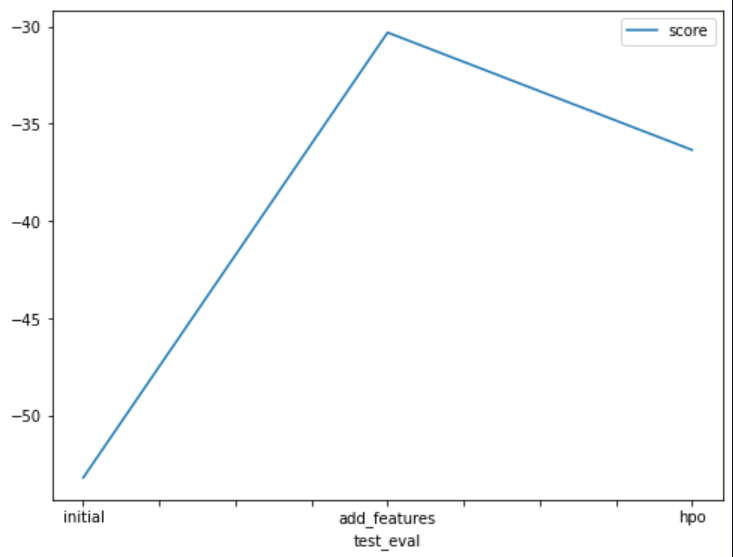 score
−30
−35
−40
−45
−50
initial
add_features
hpo
test_eval